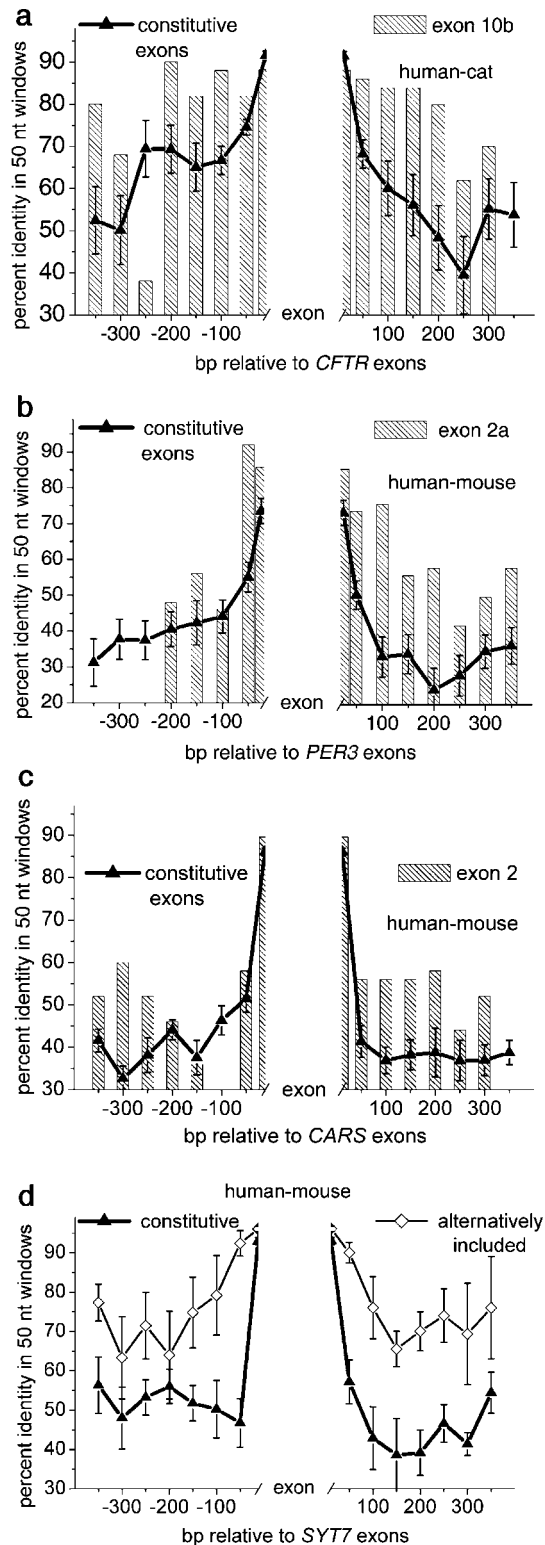 a
constitutive
exons
exon 10b
human-cat
percent identity in 50 nt windows
90
80
70
60
50
40
30
-300 -200 -100 exon 100 200 300
bp relative to CFTR exons
b
constitutive
exons
exon 2a
human-mouse
percent identity in 50 nt windows
90
80
70
60
50
40
30
20
-300 -200 -100 exon 100 200 300
bp relative to PER3 exons
c
constitutive
exons
exon 2
human-mouse
percent identity in 50 nt windows
90
80
70
60
50
40
30
-300 -200 -100 exon 100 200 300
bp relative to CARS exons
d
human-mouse
constitutive
alternatively
included
percent identity in 50 nt windows
90
80
70
60
50
40
30
-300 -200 -100 exon 100 200 300
bp relative to SYT7 exons